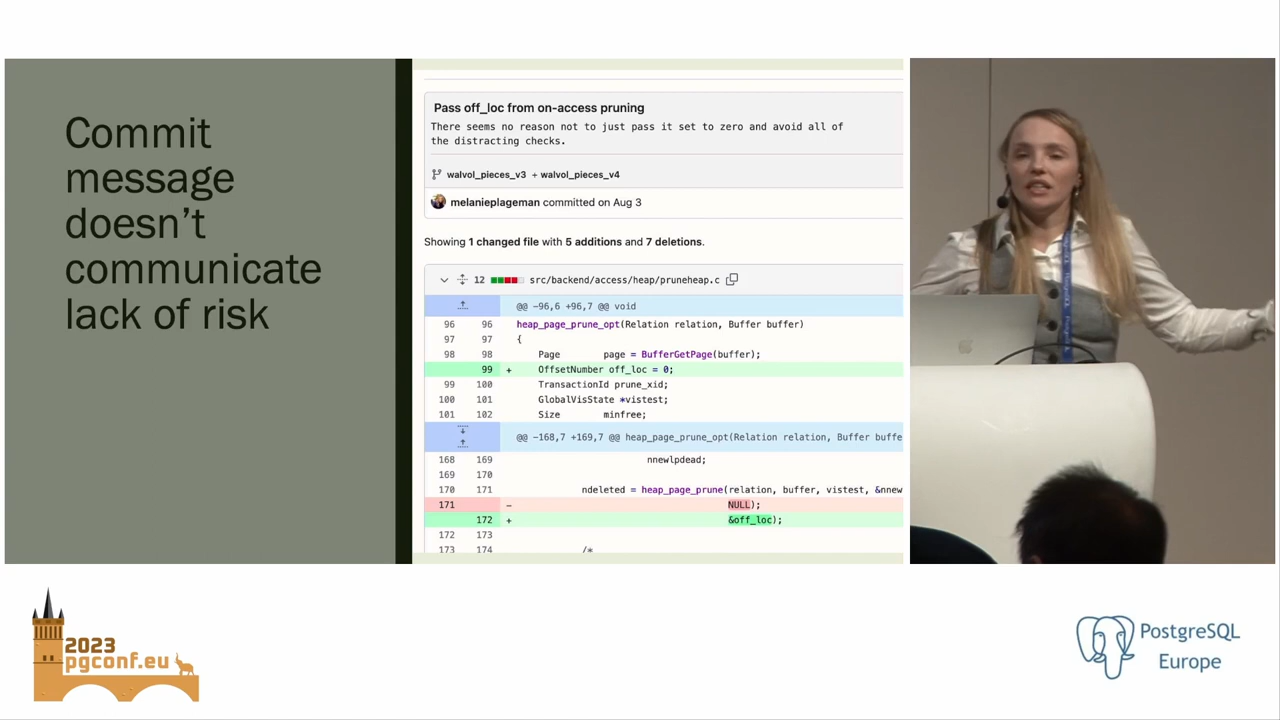 Commit
message
doesn't
communicate
lack of risk
Pass off_loc from on-access pruning
There seems no reason not to just pass it set to zero and avoid all of
the distracting checks.
walvol_pieces_v3 + walvol_pieces_v4
melanieplageman committed on Aug 3
Showing 1 changed file with 5 additions and 7 deletions.
12 src/backend/access/heap/pruneheap.c
@@ -96,6 +96,7 @@ void
96 96 heap_page_prune_opt(Relation relation, Buffer buffer)
97 97 {
98 98 Page page = BufferGetPage(buffer);
99 + OffsetNumber off_loc = 0;
99 100 TransactionId prune_xid;
100 101 GlobalVisState *vistest;
101 102 Size minfree;
@@ -168,7 +169,7 @@ heap_page_prune_opt(Relation relation, Buffer buffe
168 169 nnewlpdead;
169 170
170 171 ndeleted = heap_page_prune(relation, buffer, vistest, &nnew
171 - NULL);
172 + &off_loc);
172 173
173 174 /*
2023
pgconf.eu
PostgreSQL
Europe